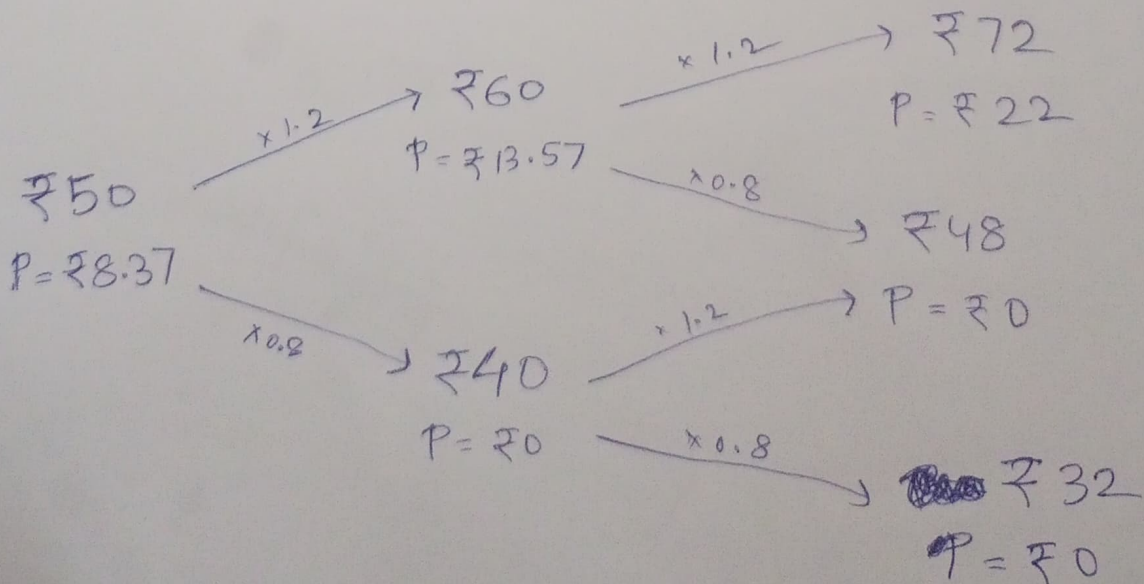 ₹50
P = ₹8.37
× 1.2
× 0.8
₹60
P = ₹13.57
₹40
P = ₹0
× 1.2
× 0.8
× 1.2
× 0.8
₹72
P = ₹22
₹48
P = ₹0
₹32
P = ₹0